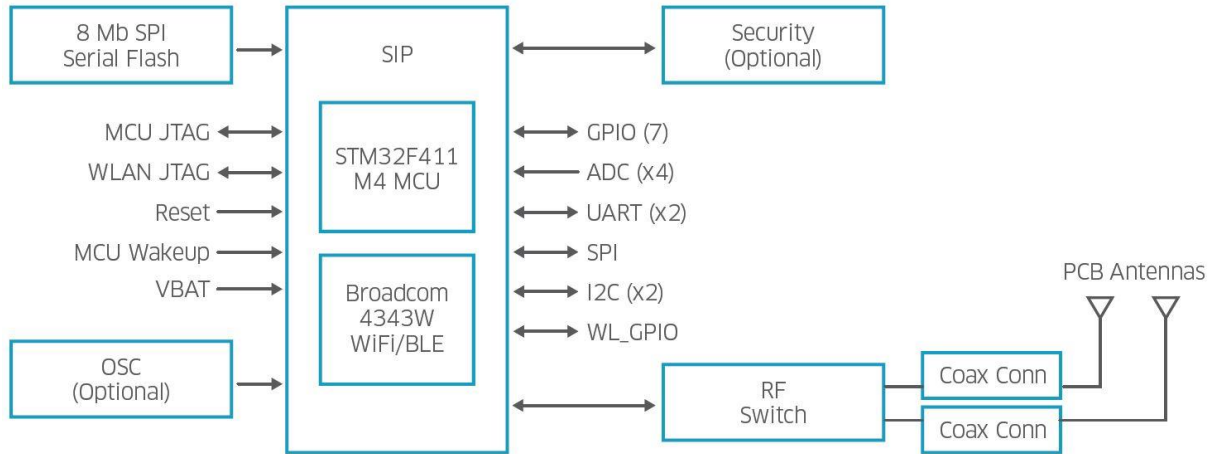 8 Mb SPI
Serial Flash
SIP
Security
(Optional)
MCU JTAG
WLAN JTAG
Reset
MCU Wakeup
VBAT
STM32F411
M4 MCU
GPIO (7)
ADC (x4)
UART (x2)
SPI
I2C (x2)
WL_GPIO
Broadcom
4343W
WiFi/BLE
PCB Antennas
OSC
(Optional)
RF
Switch
Coax Conn
Coax Conn